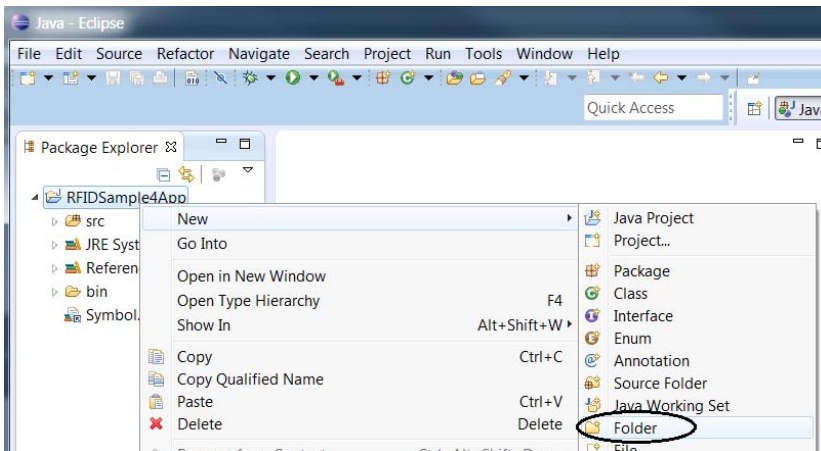 Java - Eclipse
File Edit Source Refactor Navigate Search Project Run Tools Window Help
Quick Access
Package Explorer
RFIDSample4App
src
JRE Syst
Referen
bin
Symbol.
New
Go Into
Open in New Window
Open Type Hierarchy F4
Show In Alt+Shift+W
Copy Ctrl+C
Copy Qualified Name
Paste Ctrl+V
Delete Delete
Java Project
Project...
Package
Class
Interface
Enum
Annotation
Source Folder
Java Working Set
Folder
File